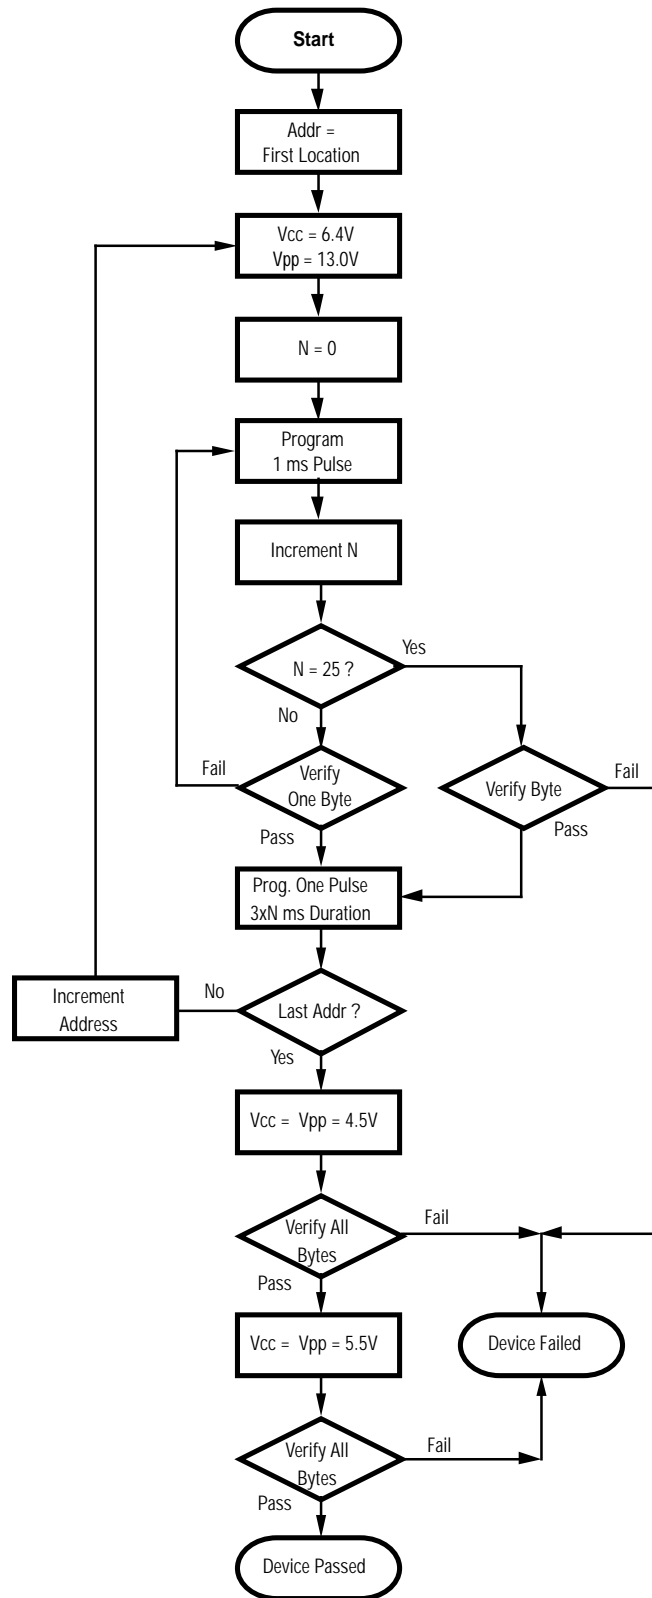 Start
Addr =
First Location
Vcc = 6.4V
Vpp = 13.0V
N = 0
Program
1 ms Pulse
Increment N
N = 25 ?
Yes
No
Verify
One Byte
Fail
Pass
Verify Byte
Fail
Pass
Prog. One Pulse
3xN ms Duration
Last Addr ?
No
Increment
Address
Yes
Vcc = Vpp = 4.5V
Verify All
Bytes
Fail
Pass
Vcc = Vpp = 5.5V
Device Failed
Verify All
Bytes
Fail
Pass
Device Passed